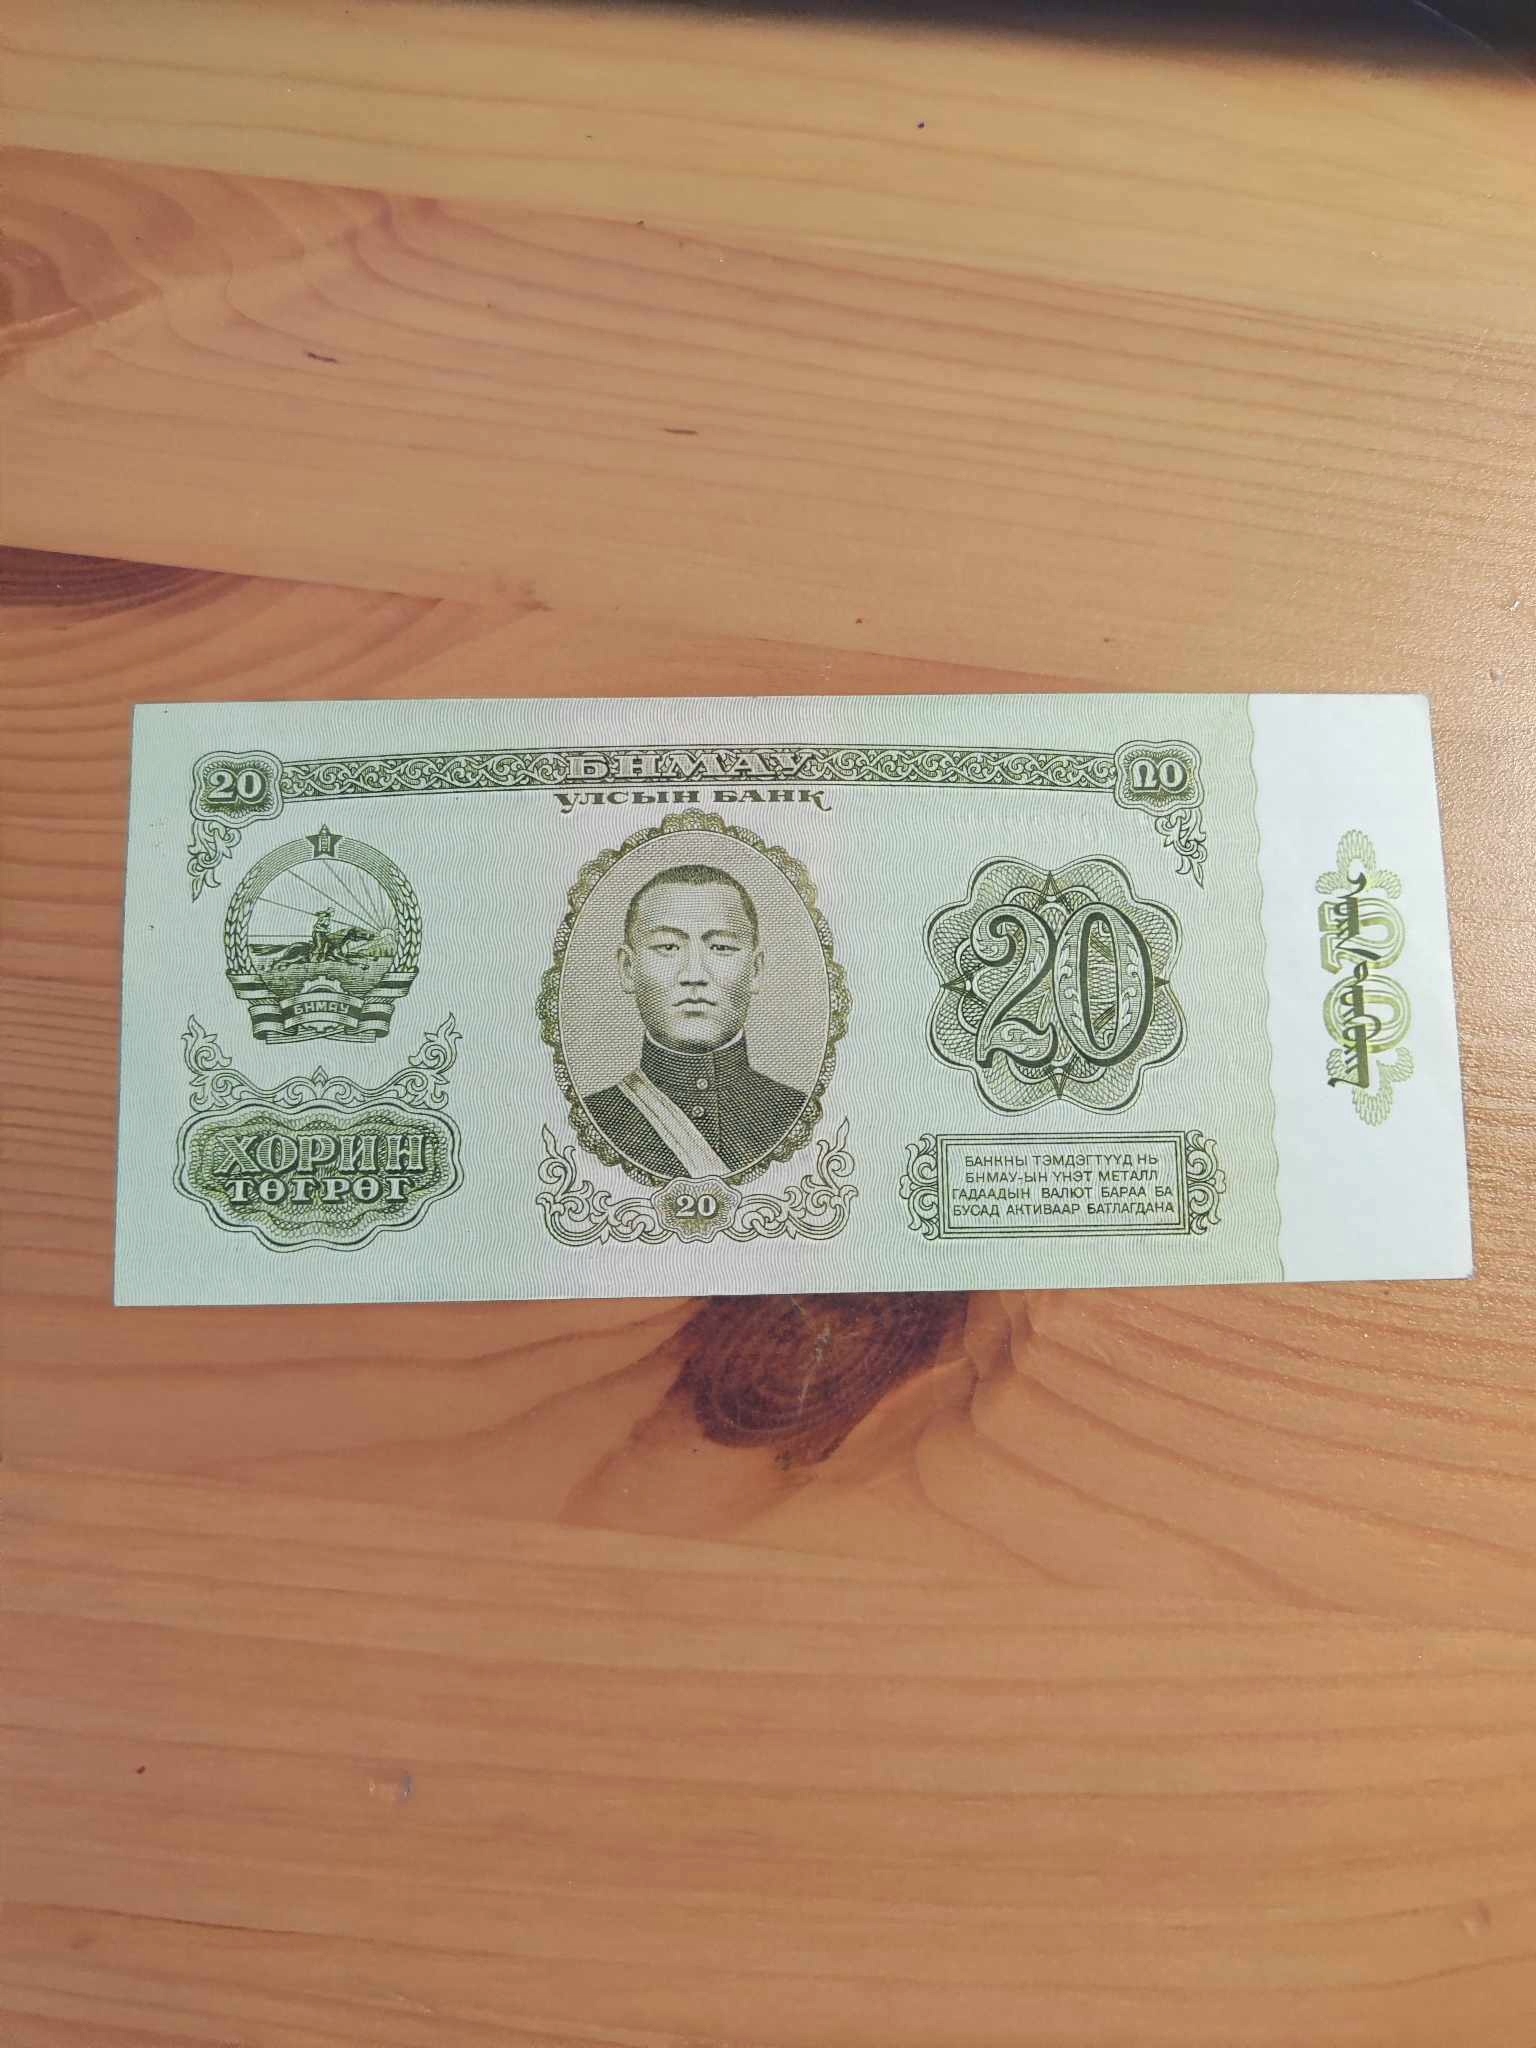 20
БНМАУ
20
УЛСЫН БАНК
БНМАУ
20
20
ХОРИН
ТӨГРӨГ
20
БАНКНЫ ТЭМДЭГТҮҮД НЬ
БНМАУ-ЫН ҮНЭТ МЕТАЛЛ
ГАДААДЫН ВАЛЮТ БАРАА БА
БУСАД АКТИВААР БАТЛАГДАНА